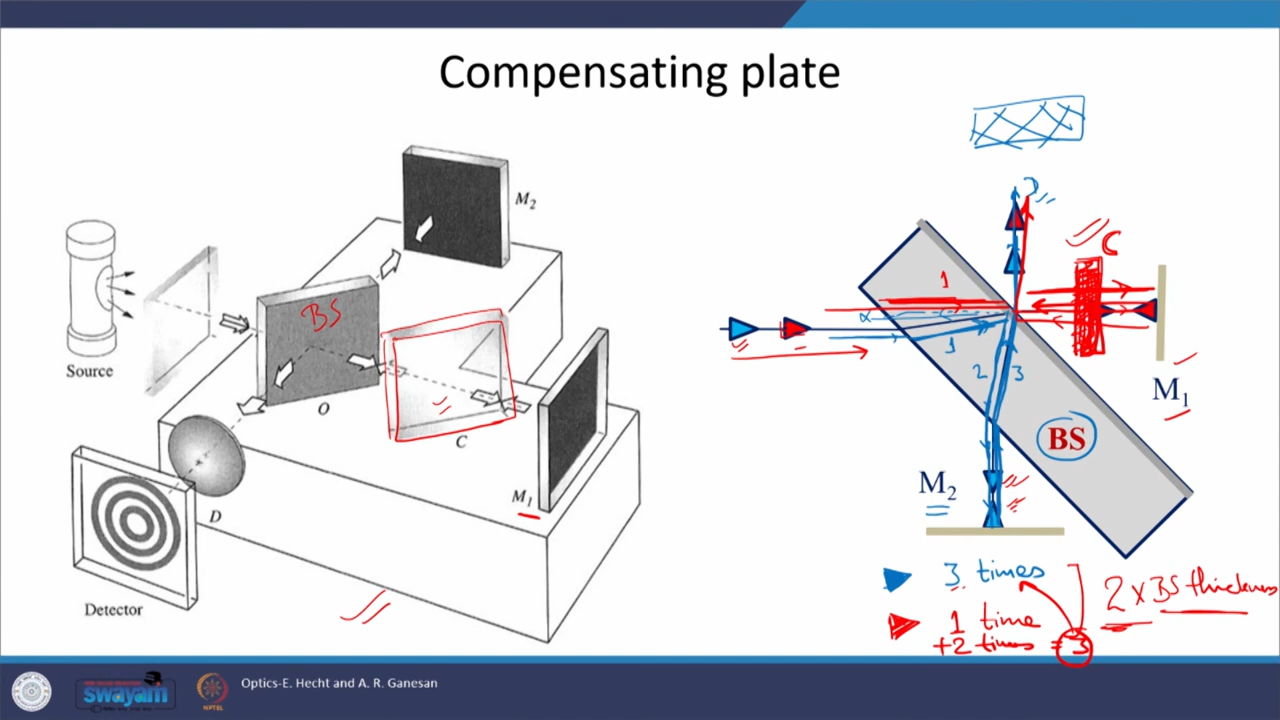 Compensating plate
M2
Source
BS
O
C
M1
D
Detector
C
1
α
1
2
3
M1
BS
M2
3 times
1 time
+2 times = 3
2 x BS thickness
swayam
NPTEL
Optics-E. Hecht and A. R. Ganesan